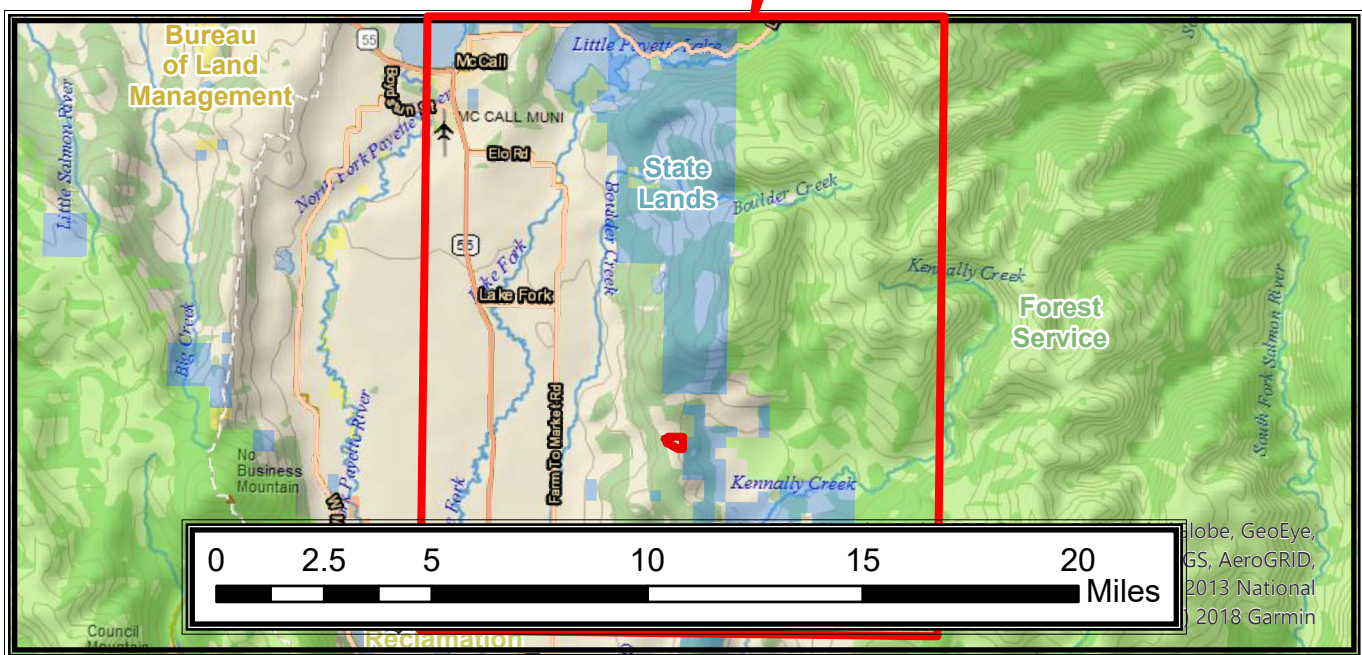 Bureau
of Land
Management
55
McCall
Little Payette Lake
MC CALL MUNI
Little Salmon River
North Fork Payette River
Elo Rd
State
Lands
Boulder Creek
Boulder Creek
55
Lake Fork
Kennally Creek
Lake Fork
Forest
Service
Big Creek
South Fork Salmon River
Farm To Market Rd
No
Business
Mountain
Kennally Creek
Payette River
Fork
0 2.5 5 10 15 20
Miles
GeoEye,
AeroGRID,
2013 National
2018 Garmin
Council
Mountain
Reclamation